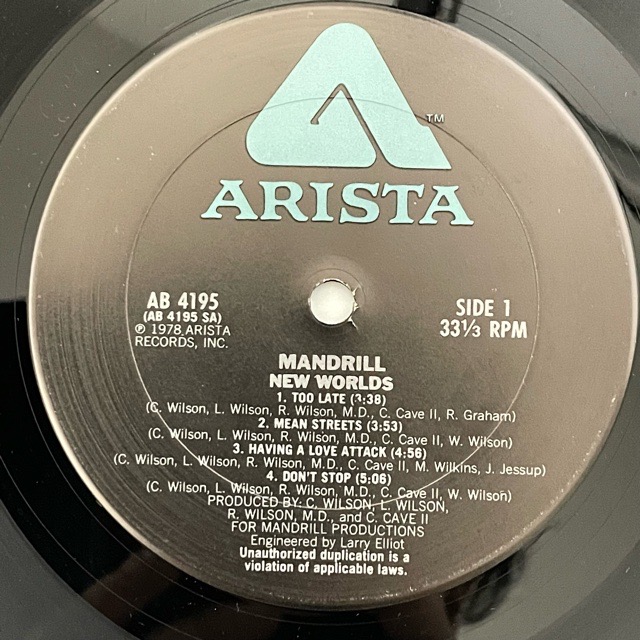 TM
ARISTA
AB 4195
(AB 4195 SA)
℗ 1978 ARISTA
RECORDS, INC.
SIDE 1
33⅓ RPM
MANDRILL
NEW WORLDS
1. TOO LATE (3:38)
(C. Wilson, L. Wilson, R. Wilson, M.D., C. Cave II, R. Graham)
2. MEAN STREETS (3:53)
(C. Wilson, L. Wilson, R. Wilson, M.D., C. Cave II, W. Wilson)
3. HAVING A LOVE ATTACK (4:56)
(C. Wilson, L. Wilson, R. Wilson, M.D., C. Cave II, M. Wilkins, J. Jessup)
4. DON'T STOP (5:06)
(C. Wilson, L. Wilson, R. Wilson, M.D., C. Cave II, W. Wilson)
PRODUCED BY: C. WILSON, L. WILSON,
R. WILSON, M.D., and C. CAVE II
FOR MANDRILL PRODUCTIONS
Engineered by Larry Elliot
Unauthorized duplication is a
violation of applicable laws.